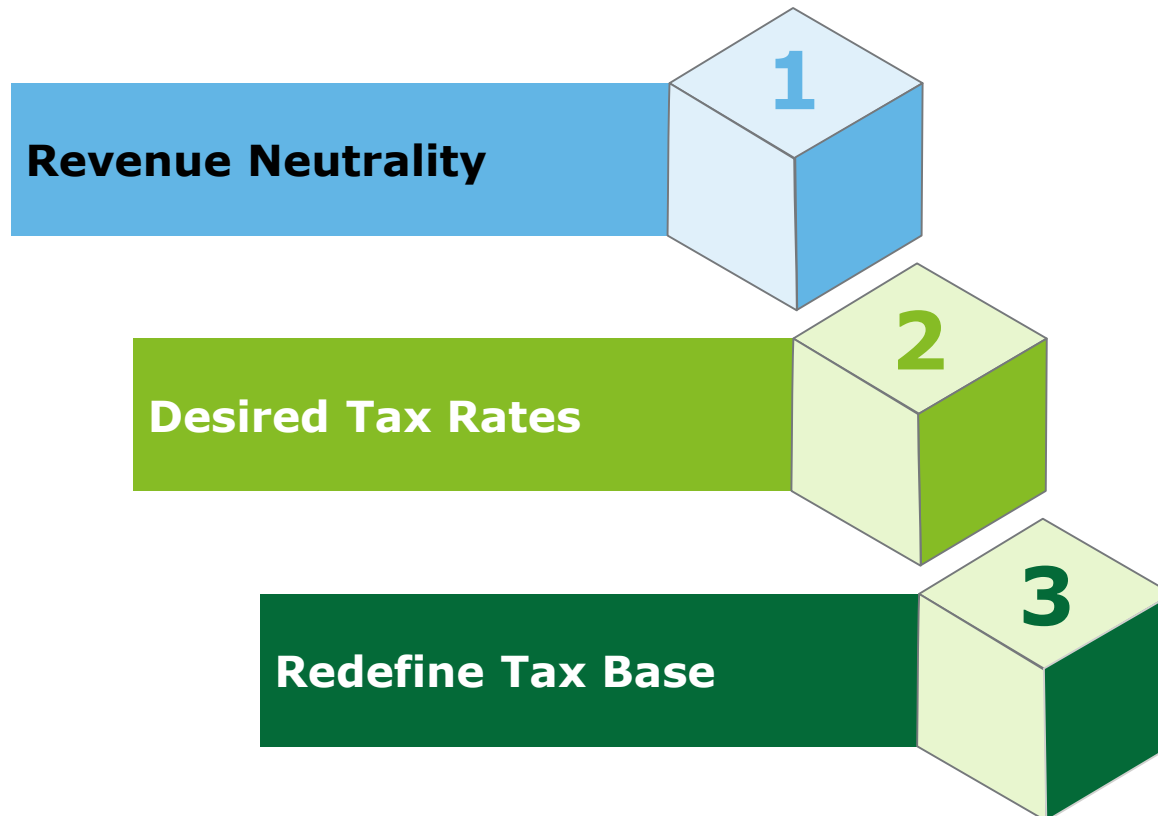 1
Revenue Neutrality
2
Desired Tax Rates
3
Redefine Tax Base